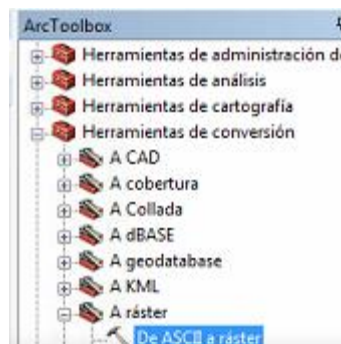 ArcToolbox
Herramientas de administración d
Herramientas de análisis
Herramientas de cartografía
Herramientas de conversión
A CAD
A cobertura
A Collada
A dBASE
A geodatabase
A KML
A ráster
De ASCII a ráster